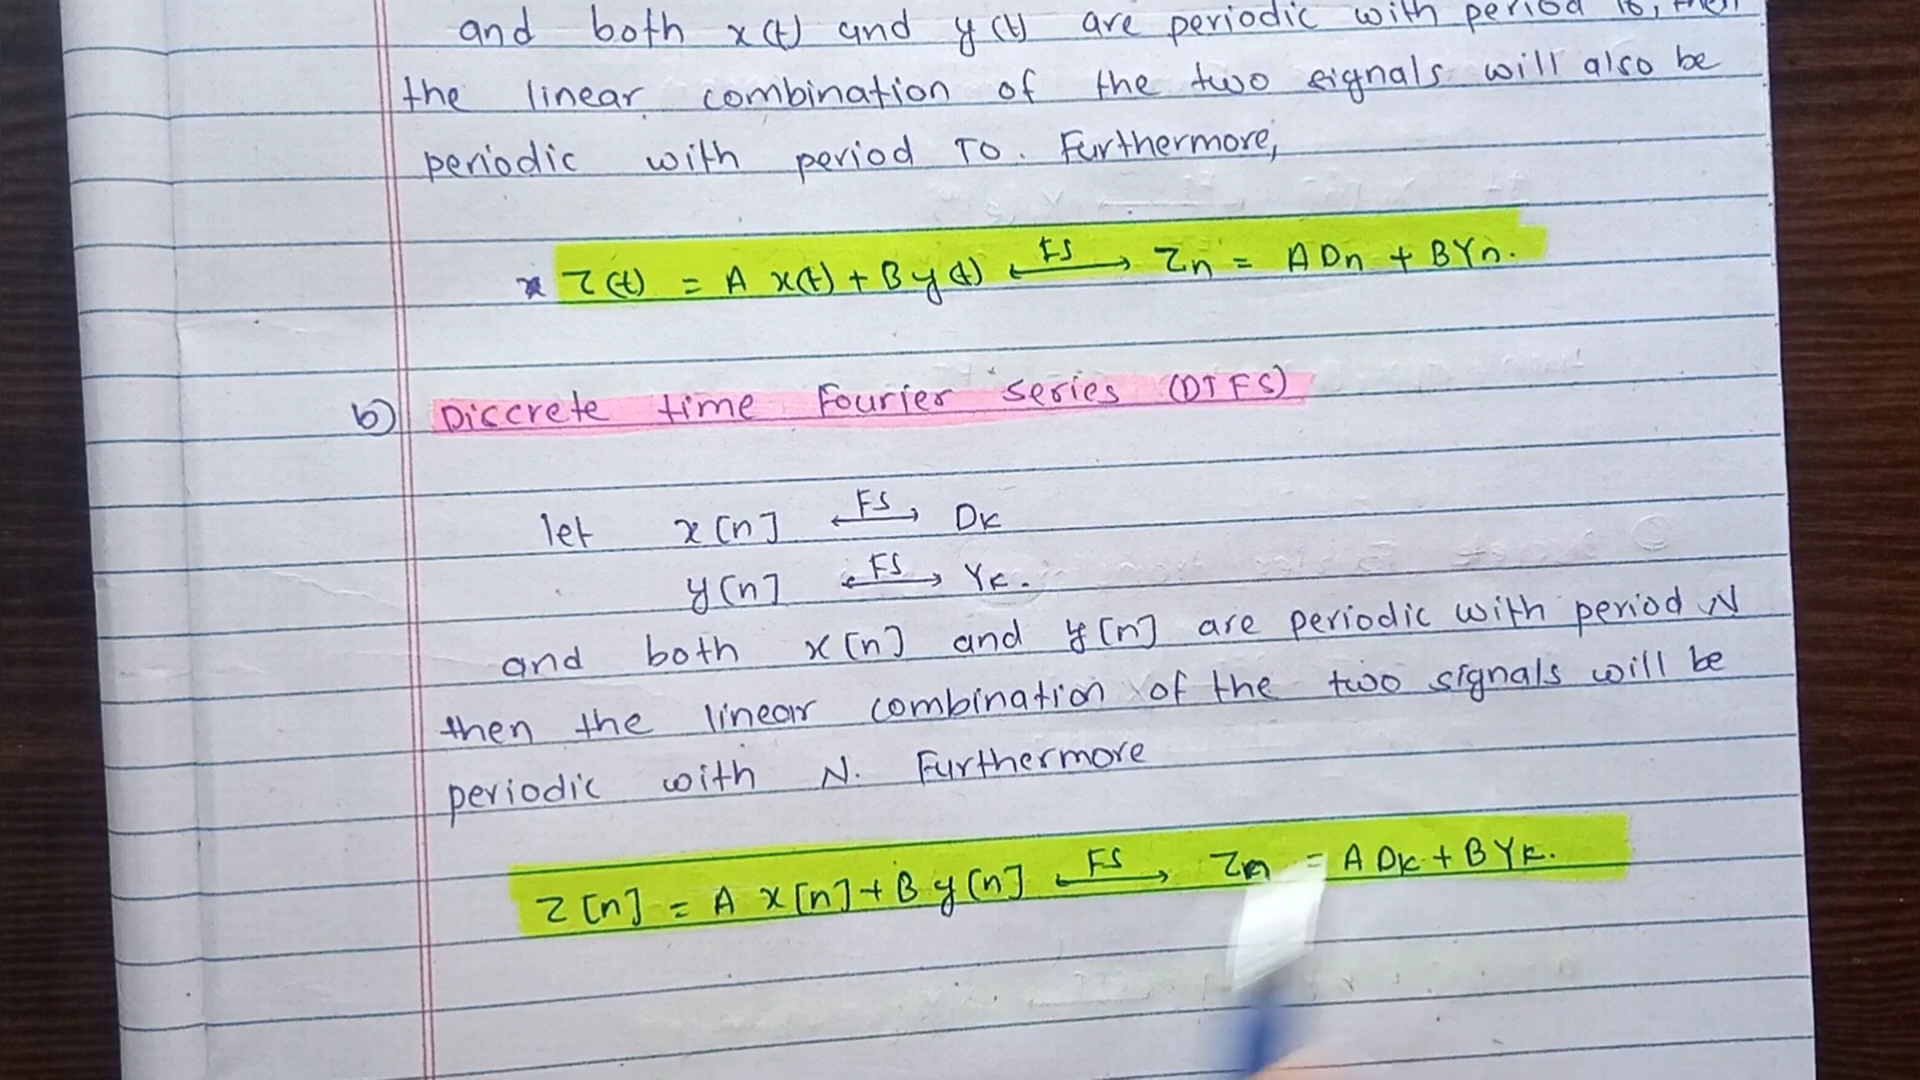 and both x(t) and y(t) are periodic with period To, then
the linear combination of the two signals will also be
periodic with period To. Furthermore,
* z(t) = A x(t) + B y(t) <-FS-> Zn = A Dn + B Yn.
b) Discrete time Fourier series (DTFS)
let x[n] <-FS-> Dk
y[n] <-FS-> Yk.
and both x[n] and y[n] are periodic with period N
then the linear combination of the two signals will be
periodic with N. Furthermore
z[n] = A x[n] + B y[n] <-FS-> Zn = A Dk + B Yk.